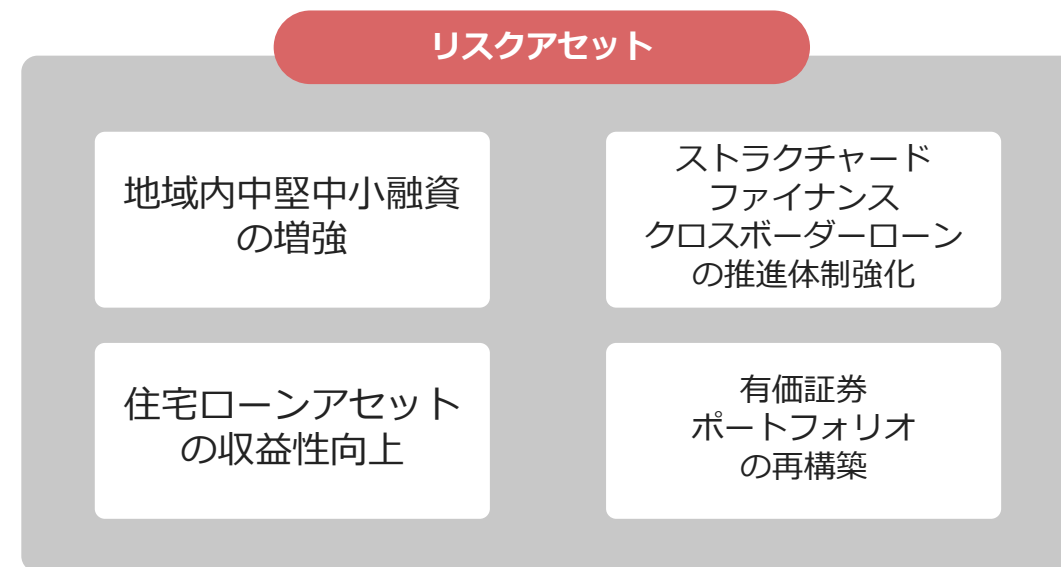 リスクアセット
地域内中堅中小融資
の増強
ストラクチャード
ファイナンス
クロスボーダーローン
の推進体制強化
住宅ローンアセット
の収益性向上
有価証券
ポートフォリオ
の再構築